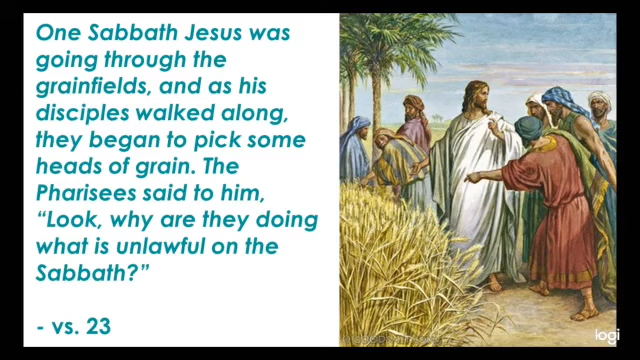 One Sabbath Jesus was
going through the
grainfields, and as his
disciples walked along,
they began to pick some
heads of grain. The
Pharisees said to him,
“Look, why are they doing
what is unlawful on the
Sabbath?”
- vs. 23
logi